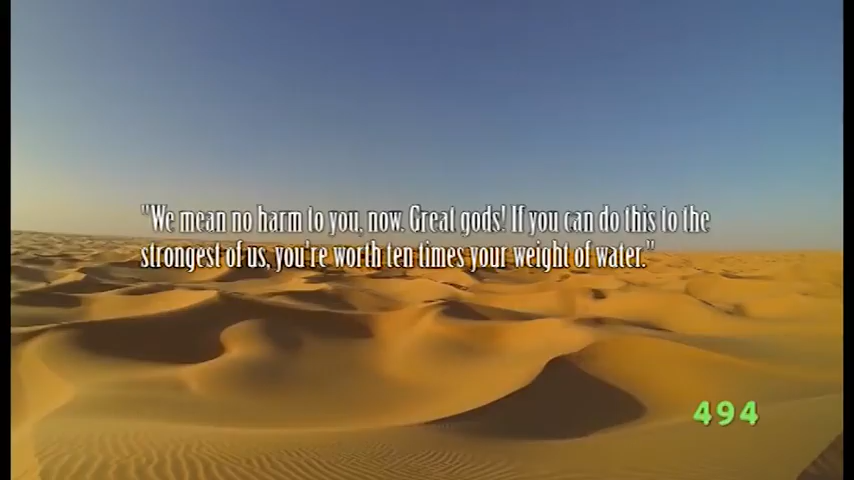 "We mean no harm to you, now. Great gods! If you can do this to the
strongest of us, you're worth ten times your weight of water."
494